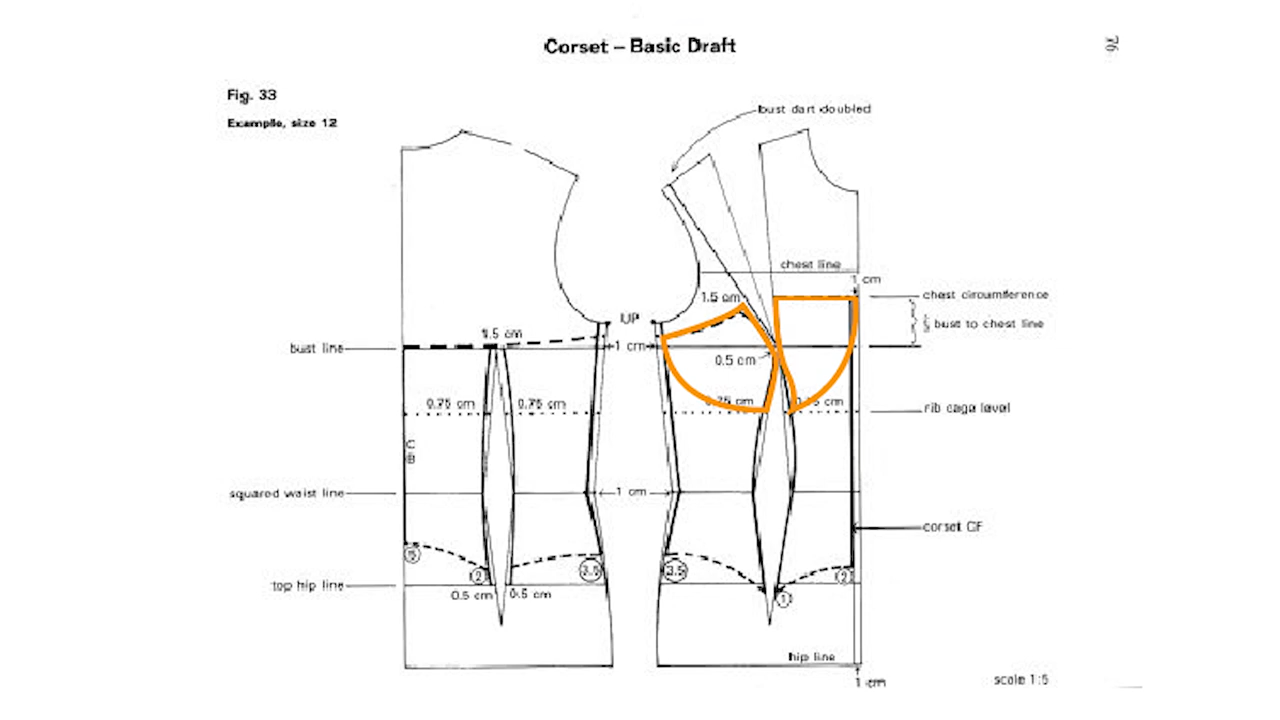 Corset – Basic Draft
76
Fig. 33
Example, size 12
bust dart doubled
chest line
1 cm
chest circumference
1.5 cm
bust to chest line
UP
1.5 cm
bust line
1 cm
0.5 cm
0.75 cm
0.75 cm
rib cage level
CB
squared waist line
1 cm
corset CF
2
3.5
3.5
2
top hip line
0.5 cm
0.5 cm
1
hip line
1 cm
scale 1:5